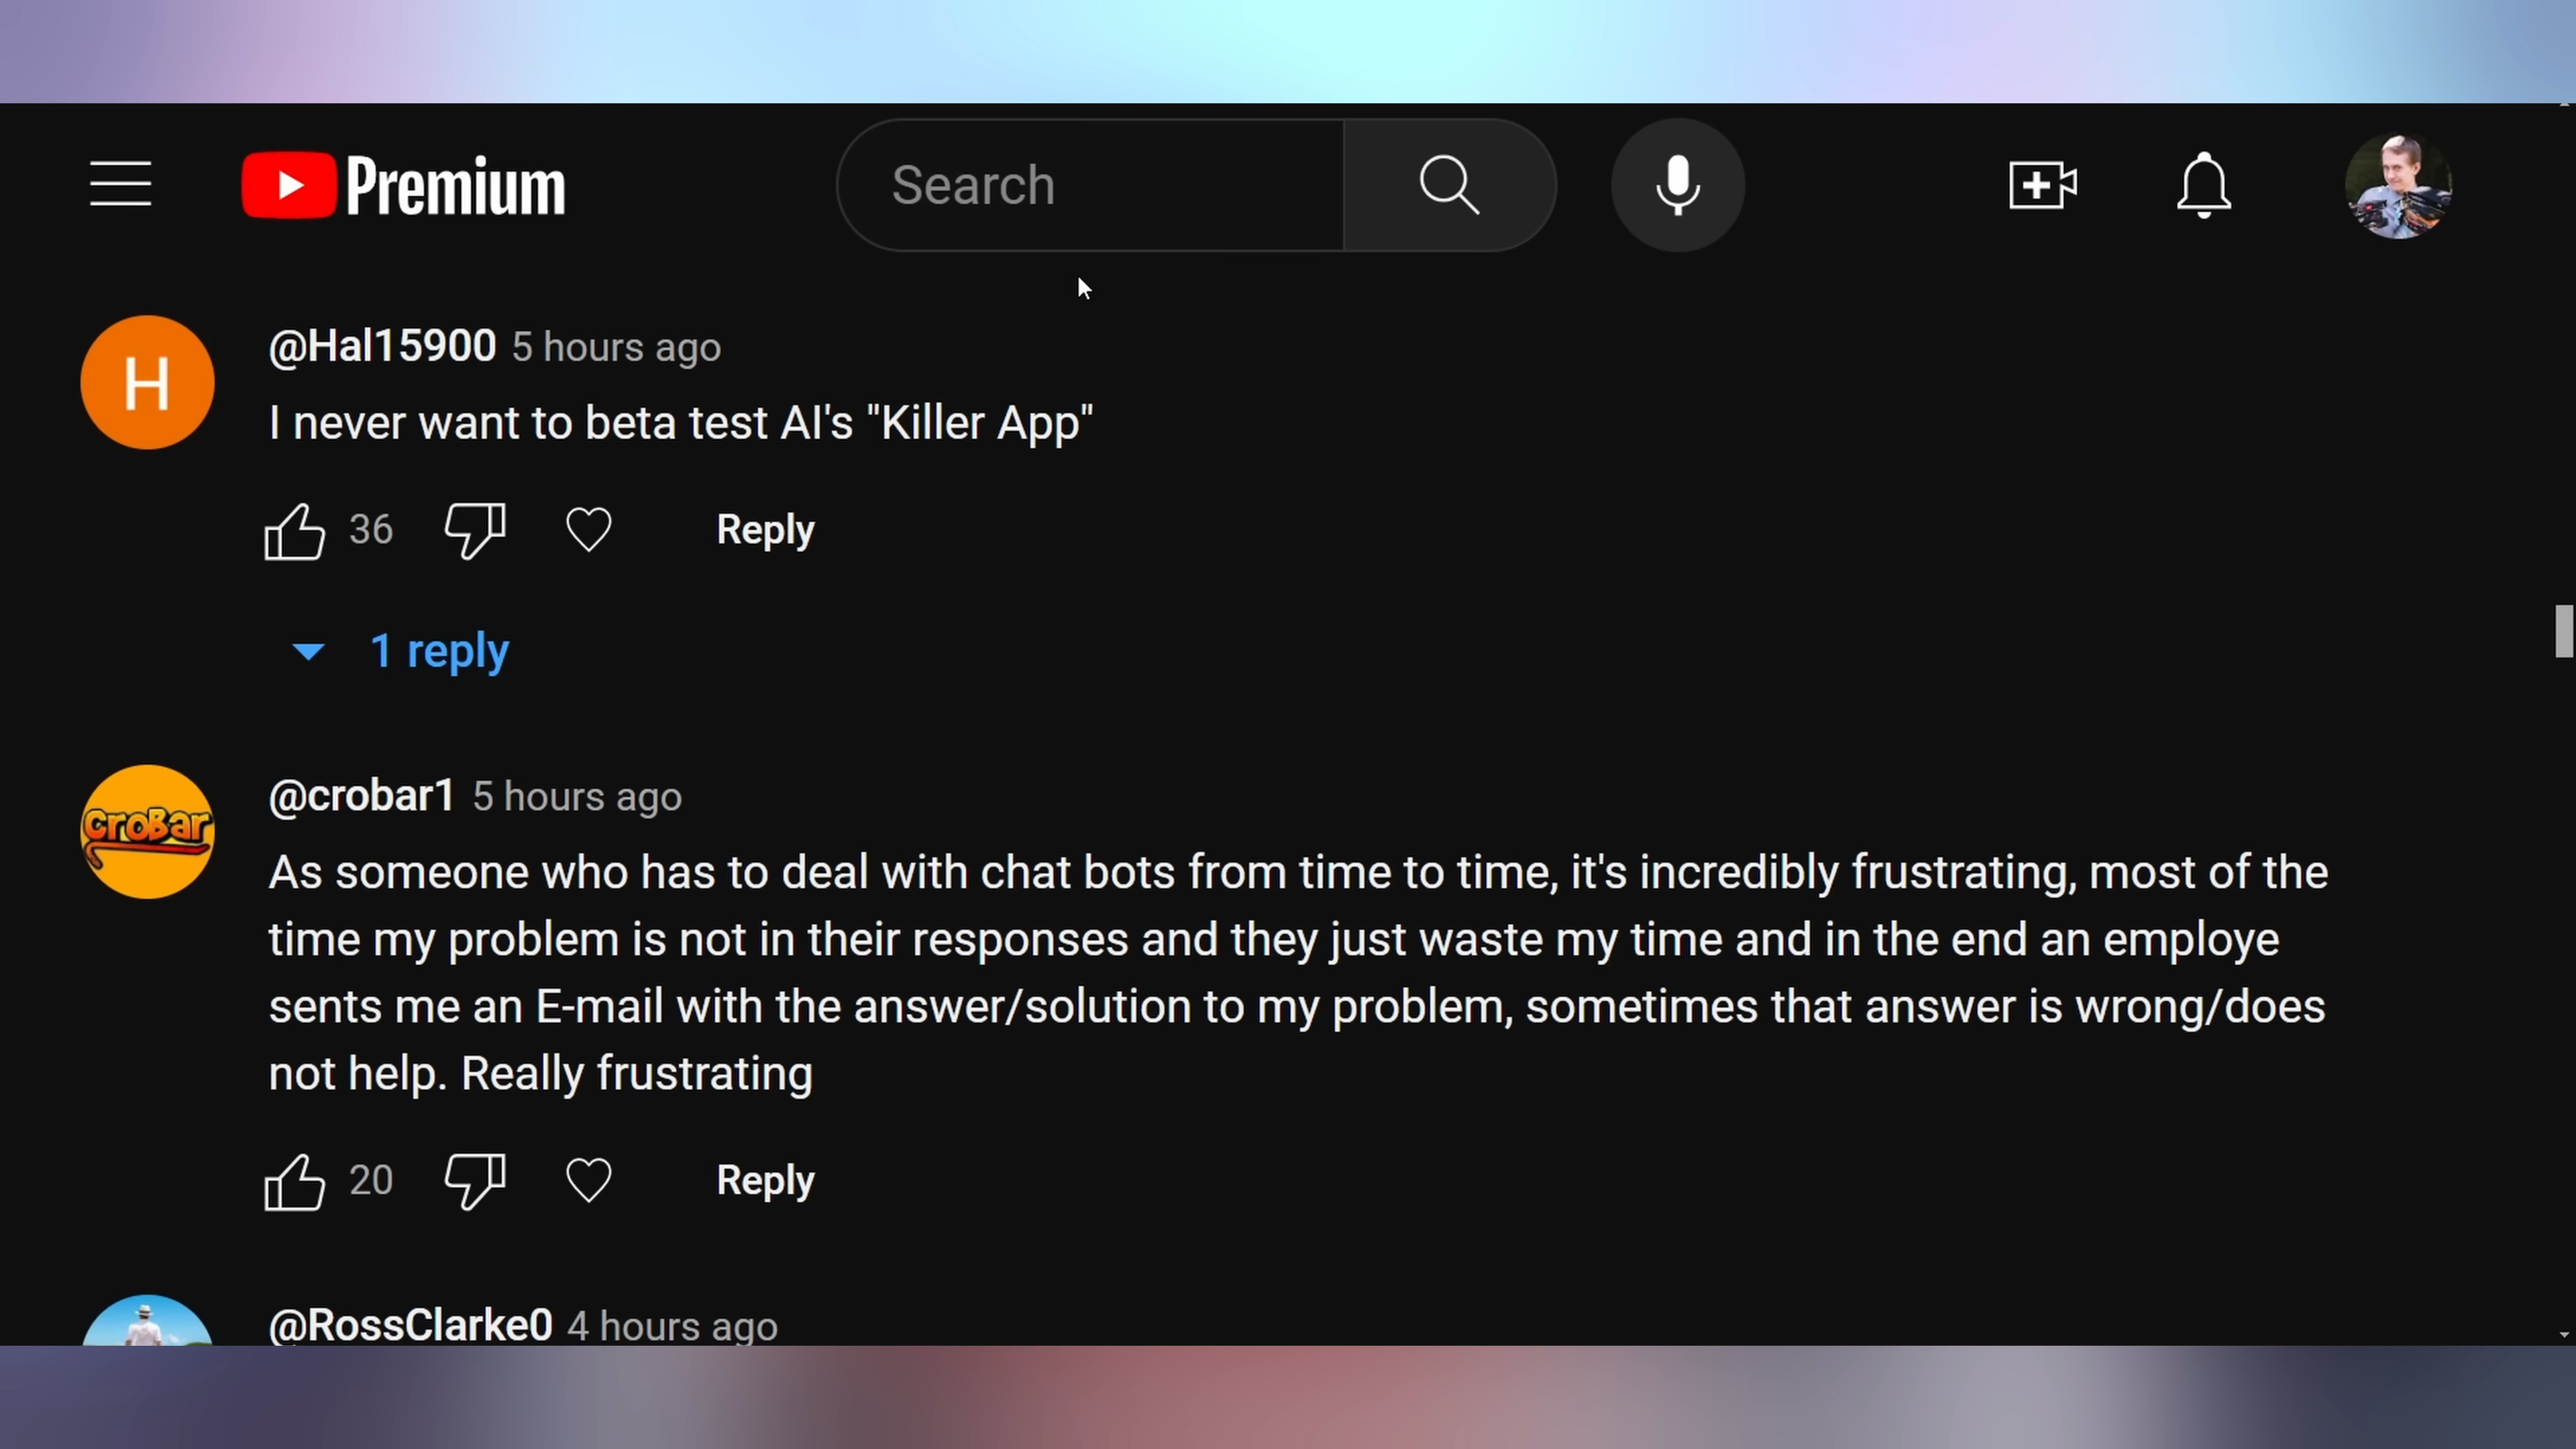 Premium
Search
@Hal15900 5 hours ago
H
I never want to beta test AI's "Killer App"
36
Reply
1 reply
@crobar1 5 hours ago
CroBar
As someone who has to deal with chat bots from time to time, it's incredibly frustrating, most of the
time my problem is not in their responses and they just waste my time and in the end an employe
sents me an E-mail with the answer/solution to my problem, sometimes that answer is wrong/does
not help. Really frustrating
20
Reply
@RossClarke0 4 hours ago